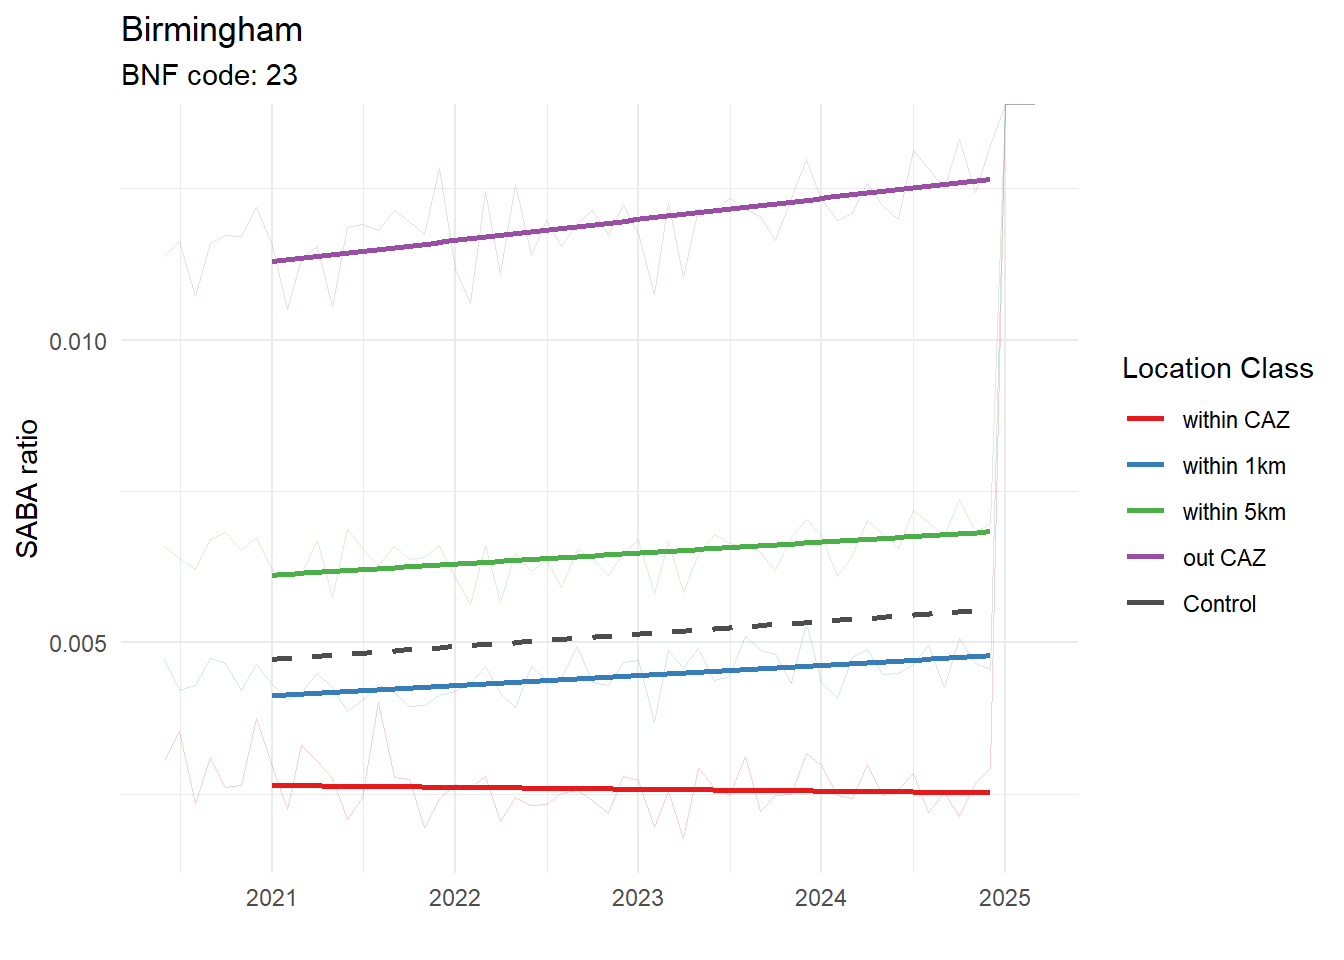 Birmingham
BNF code: 23
SABA ratio
0.010
0.005
2021 2022 2023 2024 2025
Location Class
within CAZ
within 1km
within 5km
out CAZ
Control